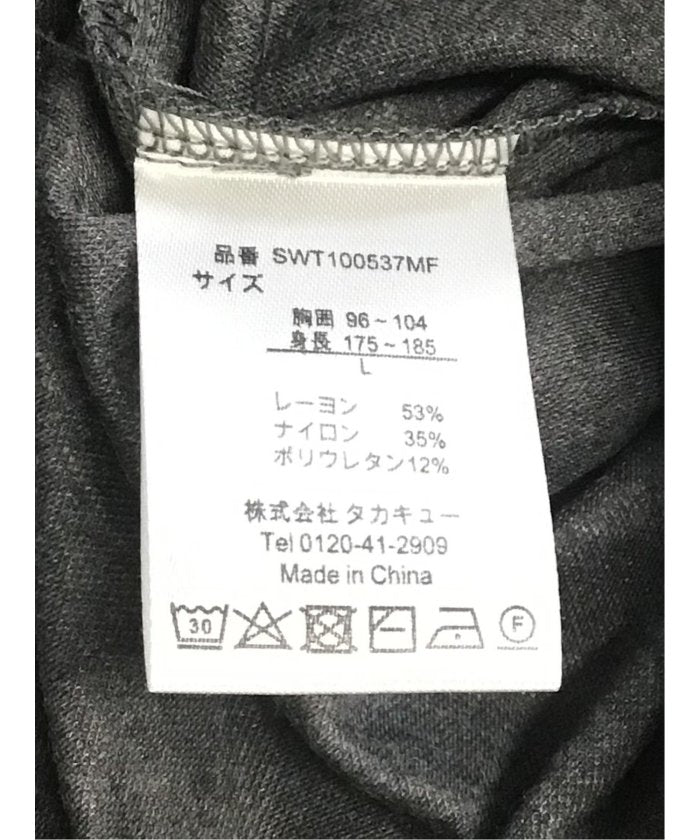 品番 SWT100537MF
サイズ
胸囲 96~104
身長 175~185
L
レーヨン 53%
ナイロン 35%
ポリウレタン12%
株式会社 タカキュー
Tel 0120-41-2909
Made in China
30 F